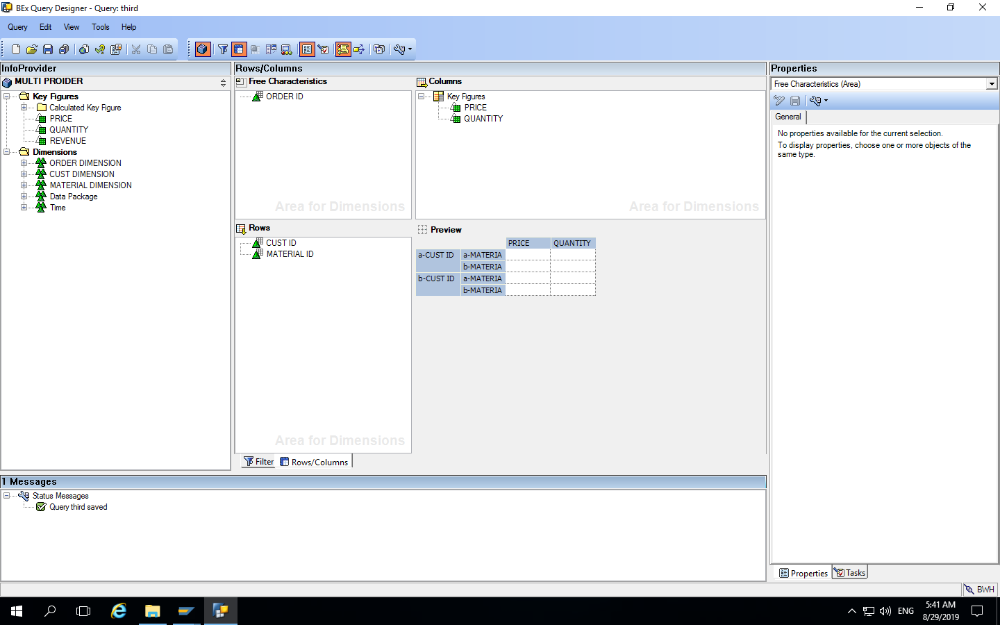 BEx Query Designer - Query: third
Query Edit View Tools Help
InfoProvider
MULTI PROIDER
Key Figures
Calculated Key Figure
PRICE
QUANTITY
REVENUE
Dimensions
ORDER DIMENSION
CUST DIMENSION
MATERIAL DIMENSION
Data Package
Time
Rows/Columns
Free Characteristics
ORDER ID
Area for Dimensions
Columns
Key Figures
PRICE
QUANTITY
Area for Dimensions
Rows
CUST ID
MATERIAL ID
Area for Dimensions
Preview
PRICE QUANTITY
a-CUST ID a-MATERIA
b-MATERIA
b-CUST ID a-MATERIA
b-MATERIA
Filter Rows/Columns
Properties
Free Characteristics (Area)
General
No properties available for the current selection.
To display properties, choose one or more objects of the
same type.
Properties Tasks
1 Messages
Status Messages
Query third saved
BWH
ENG
5:41 AM
8/29/2019